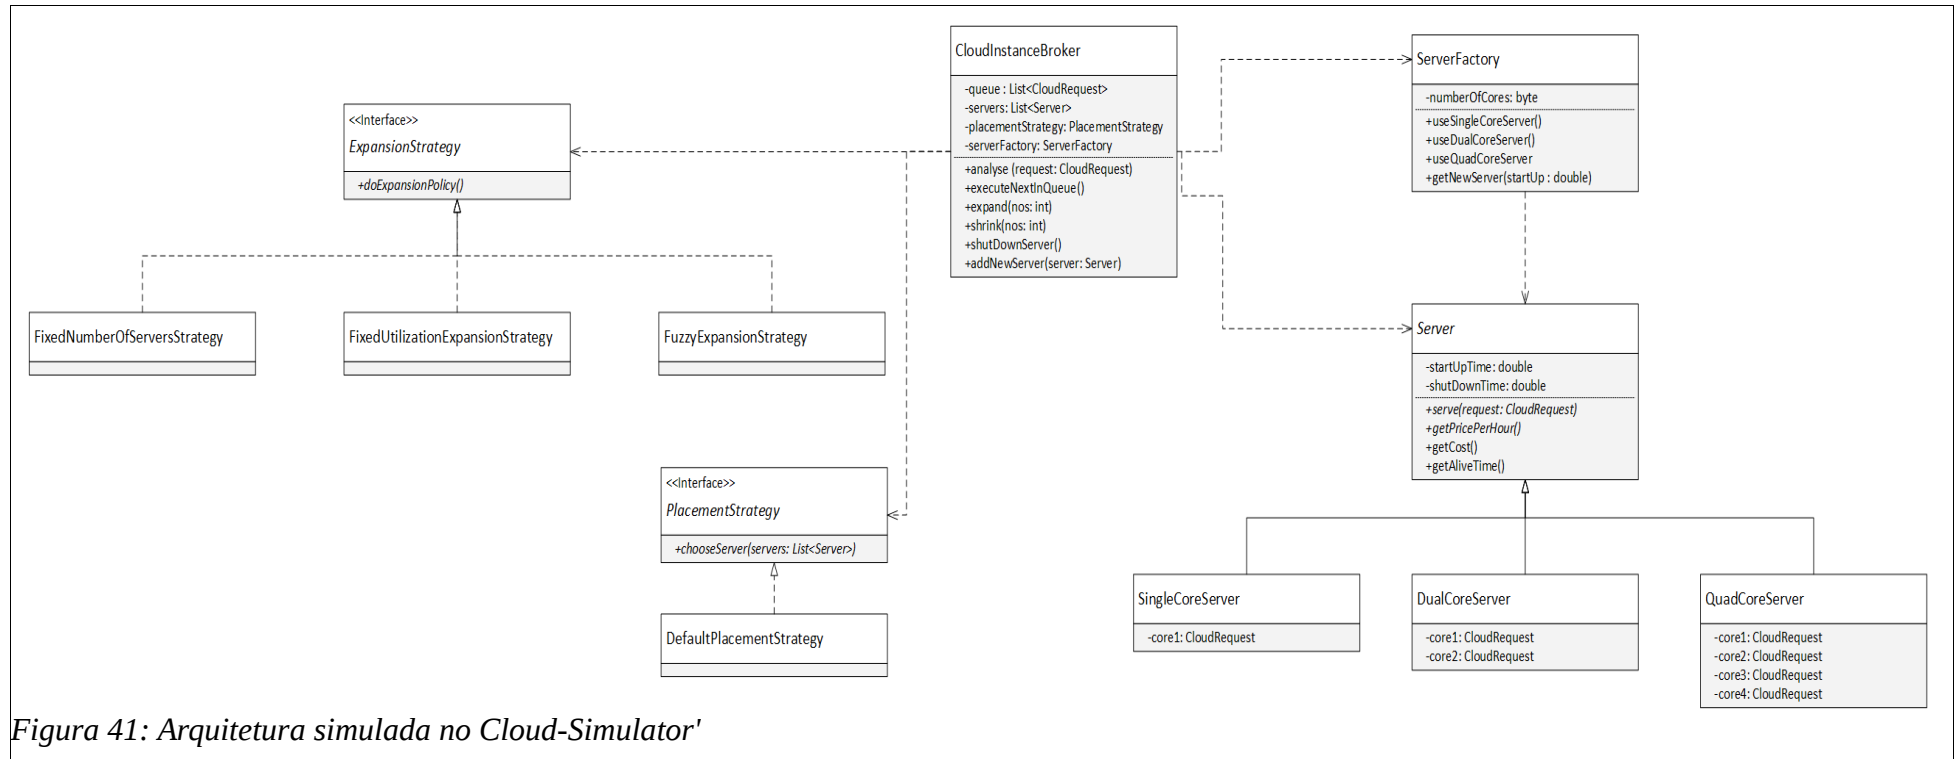 CloudInstanceBroker
-queue : List<CloudRequest>
-servers: List<Server>
-placementStrategy: PlacementStrategy
-serverFactory: ServerFactory
+analyse (request: CloudRequest)
+executeNextInQueue()
+expand(nos: int)
+shrink(nos: int)
+shutDownServer()
+addNewServer(server: Server)
ServerFactory
-numberOfCores: byte
+useSingleCoreServer()
+useDualCoreServer()
+useQuadCoreServer
+getNewServer(startUp : double)
<<Interface>>
ExpansionStrategy
+doExpansionPolicy()
FixedNumberOfServersStrategy
FixedUtilizationExpansionStrategy
FuzzyExpansionStrategy
Server
-startUpTime: double
-shutDownTime: double
+serve(request: CloudRequest)
+getPricePerHour()
+getCost()
+getAliveTime()
<<Interface>>
PlacementStrategy
+chooseServer(servers: List<Server>)
DefaultPlacementStrategy
SingleCoreServer
-core1: CloudRequest
DualCoreServer
-core1: CloudRequest
-core2: CloudRequest
QuadCoreServer
-core1: CloudRequest
-core2: CloudRequest
-core3: CloudRequest
-core4: CloudRequest
Figura 41: Arquitetura simulada no Cloud-Simulator'